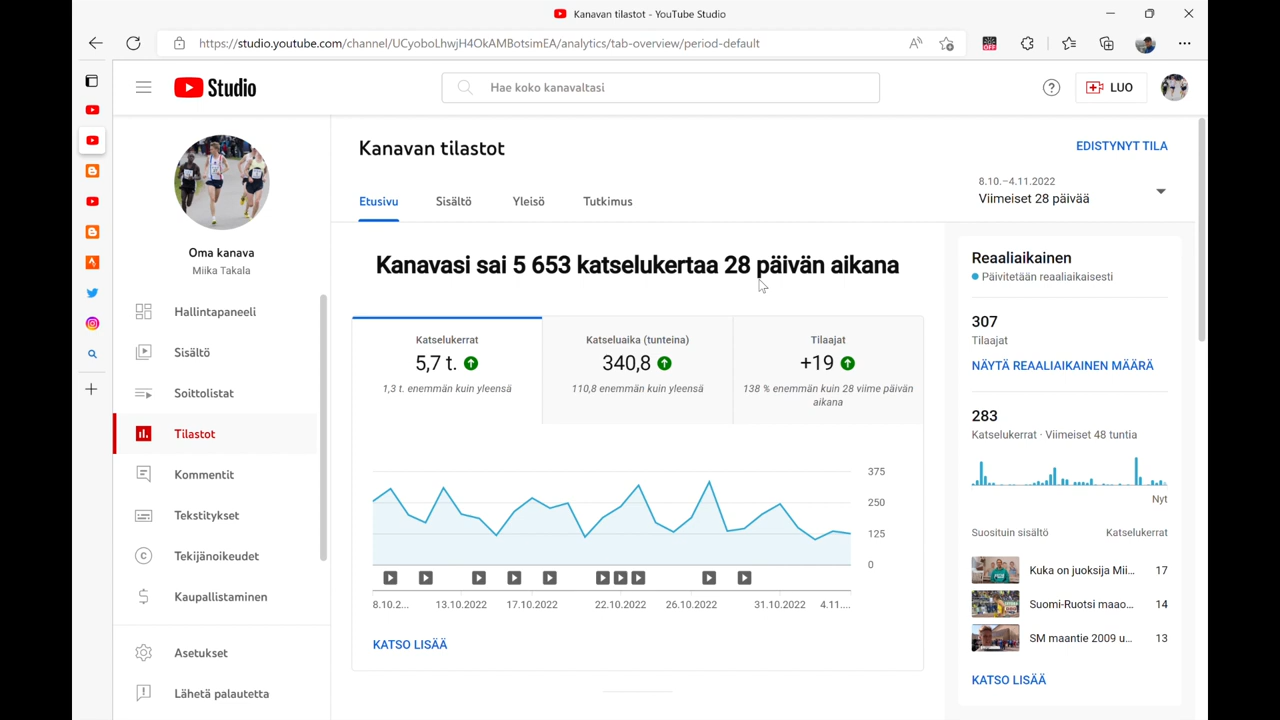 Kanavan tilastot - YouTube Studio
https://studio.youtube.com/channel/UCyoboLhwjH4OkAMBotsimEA/analytics/tab-overview/period-default
OFF
Studio
Hae koko kanavaltasi
LUO
Oma kanava
Miika Takala
Hallintapaneeli
Sisältö
Soittolistat
Tilastot
Kommentit
Tekstitykset
Tekijänoikeudet
Kaupallistaminen
Asetukset
Lähetä palautetta
Kanavan tilastot
EDISTYNYT TILA
Etusivu
Sisältö
Yleisö
Tutkimus
8.10.–4.11.2022
Viimeiset 28 päivää
Kanavasi sai 5 653 katselukertaa 28 päivän aikana
Katselukerrat
5,7 t.
1,3 t. enemmän kuin yleensä
Katseluaika (tunteina)
340,8
110,8 enemmän kuin yleensä
Tilaajat
+19
138 % enemmän kuin 28 viime päivän
aikana
375
250
125
0
8.10.2...
13.10.2022
17.10.2022
22.10.2022
26.10.2022
31.10.2022
4.11....
KATSO LISÄÄ
Reaaliaikainen
Päivitetään reaaliaikaisesti
307
Tilaajat
NÄYTÄ REAALIAIKAINEN MÄÄRÄ
283
Katselukerrat · Viimeiset 48 tuntia
Nyt
Suosituin sisältö
Katselukerrat
Kuka on juoksija Mii... 17
Suomi-Ruotsi maao... 14
SM maantie 2009 u... 13
KATSO LISÄÄ